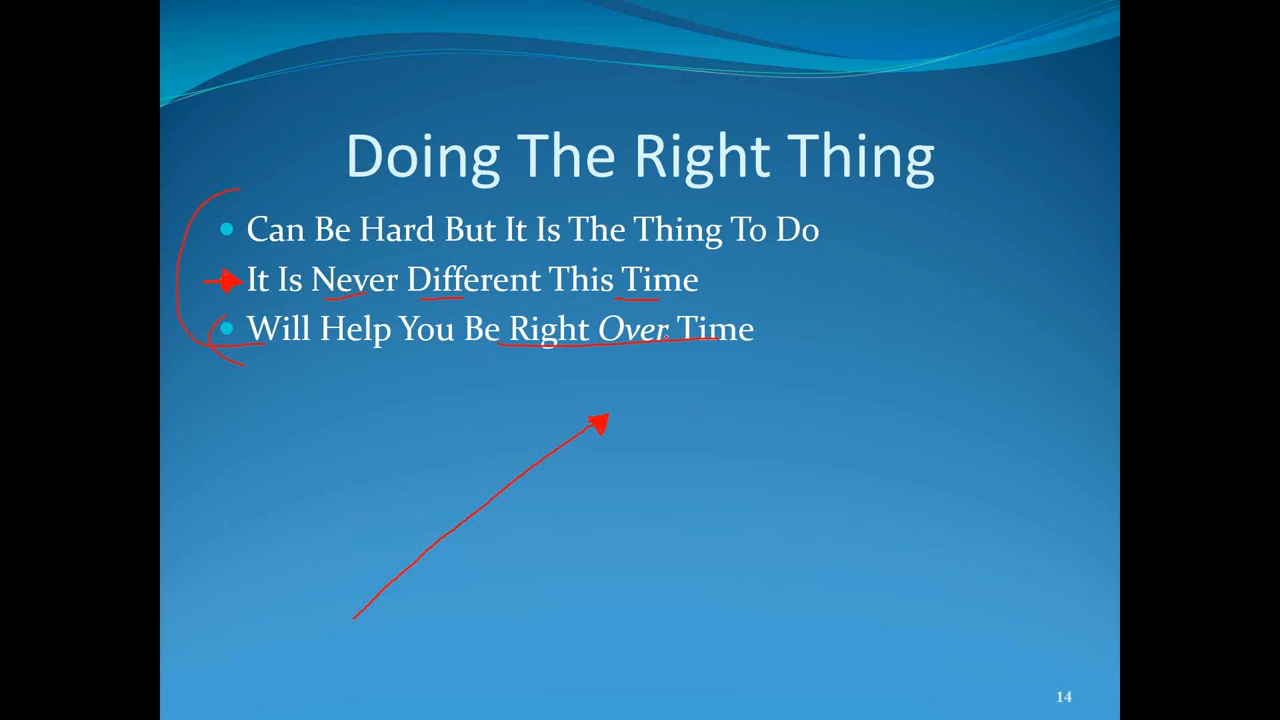 Doing The Right Thing
Can Be Hard But It Is The Thing To Do
It Is Never Different This Time
Will Help You Be Right Over Time
14